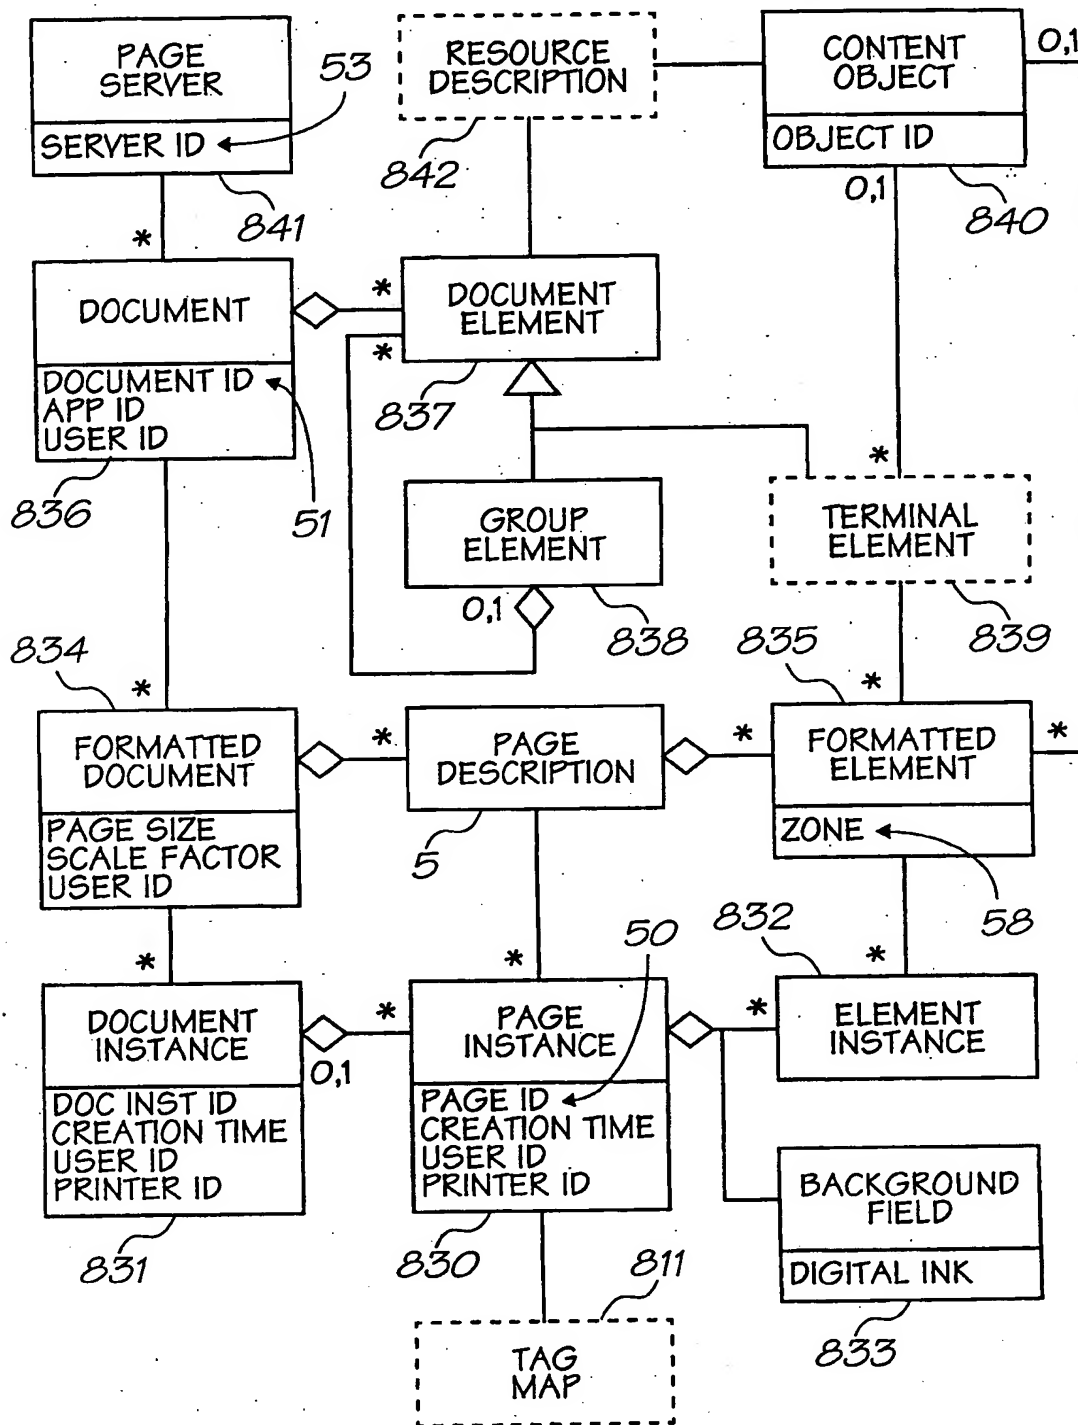 PAGE
SERVER
SERVER ID
53
841
*
RESOURCE
DESCRIPTION
842
CONTENT
OBJECT
OBJECT ID
0,1
0,1
840
DOCUMENT
DOCUMENT ID
APP ID
USER ID
836
51
*
*
DOCUMENT
ELEMENT
837
GROUP
ELEMENT
0,1
838
*
TERMINAL
ELEMENT
839
834
*
FORMATTED
DOCUMENT
PAGE SIZE
SCALE FACTOR
USER ID
*
PAGE
DESCRIPTION
5
*
835
*
FORMATTED
ELEMENT
ZONE
58
*
*
DOCUMENT
INSTANCE
0,1
DOC INST ID
CREATION TIME
USER ID
PRINTER ID
831
*
*
50
PAGE
INSTANCE
PAGE ID
CREATION TIME
USER ID
PRINTER ID
830
*
832
*
ELEMENT
INSTANCE
BACKGROUND
FIELD
DIGITAL INK
833
811
TAG
MAP